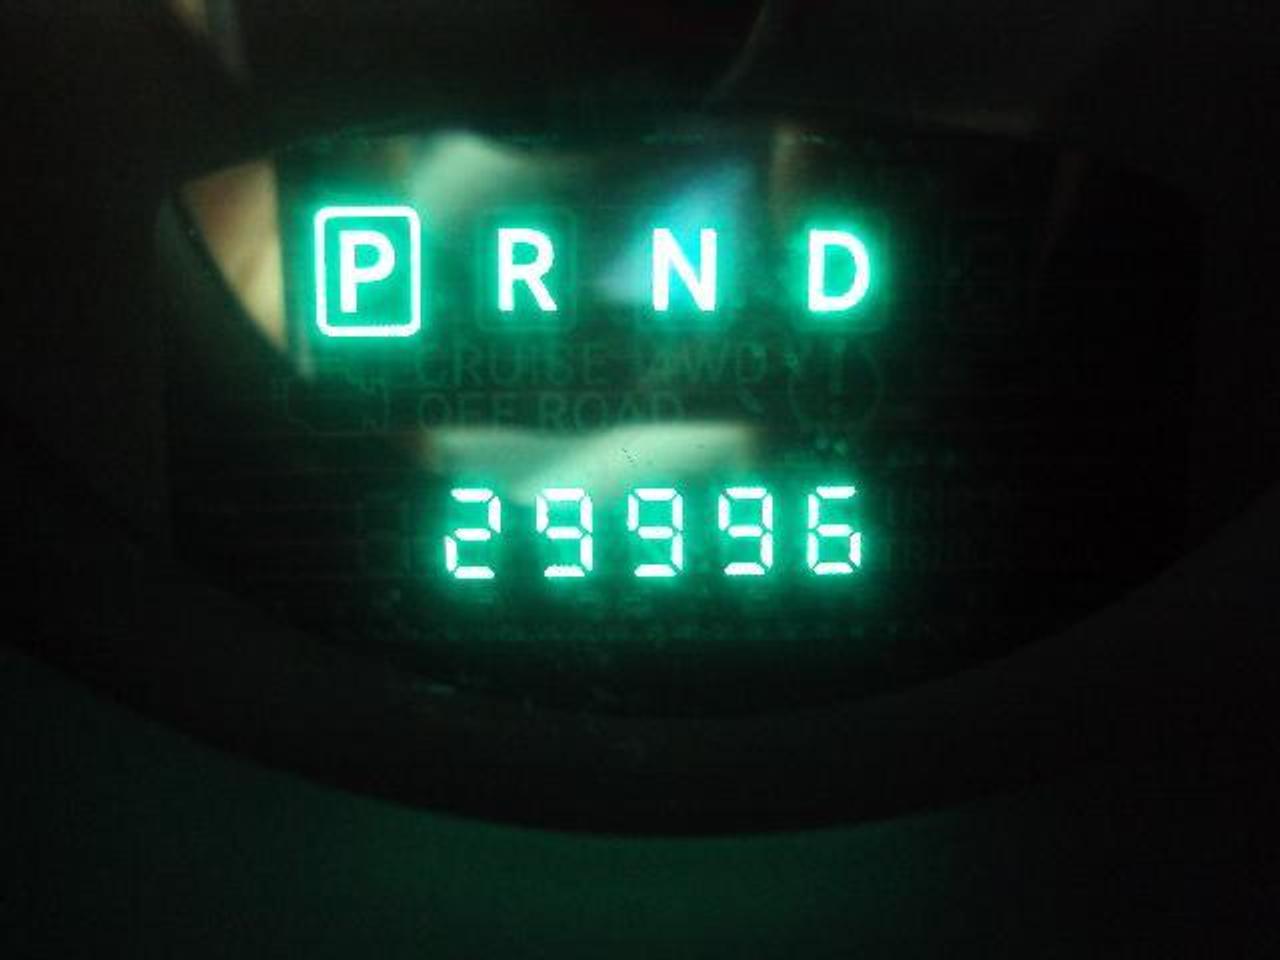 P R N D
CRUISE AWD
OFF ROAD
29996